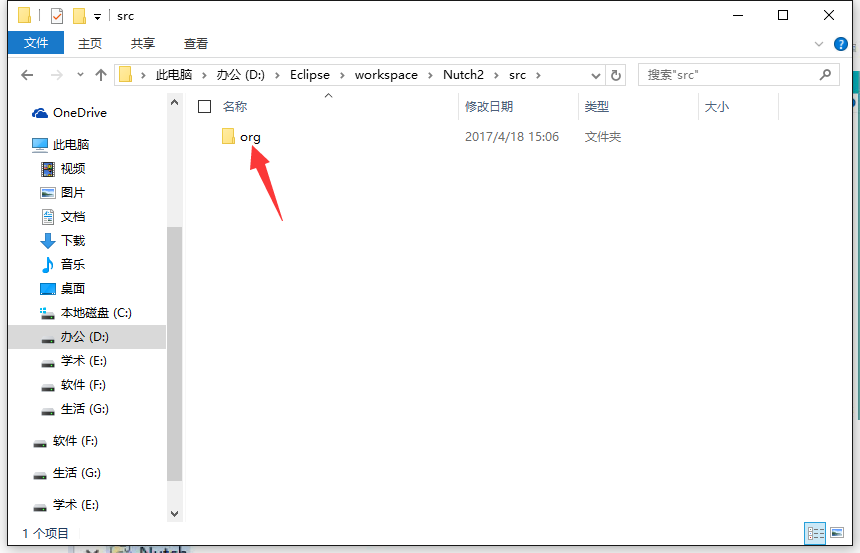 src
文件 主页 共享 查看
此电脑 办公 (D:) Eclipse workspace Nutch2 src 搜索"src"
OneDrive
此电脑
视频
图片
文档
下载
音乐
桌面
本地磁盘 (C:)
办公 (D:)
学术 (E:)
软件 (F:)
生活 (G:)
软件 (F:)
生活 (G:)
学术 (E:)
名称 修改日期 类型 大小
org 2017/4/18 15:06 文件夹
1 个项目
Nutch